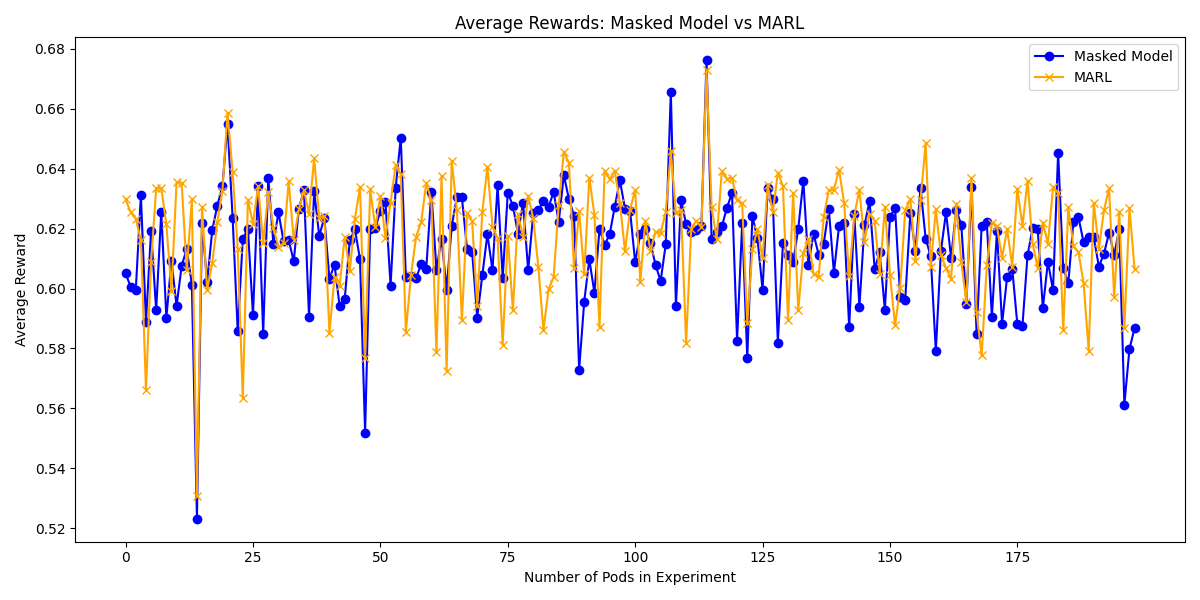 Average Rewards: Masked Model vs MARL
Masked Model
MARL
Average Reward
0.68
0.66
0.64
0.62
0.60
0.58
0.56
0.54
0.52
0 25 50 75 100 125 150 175
Number of Pods in Experiment